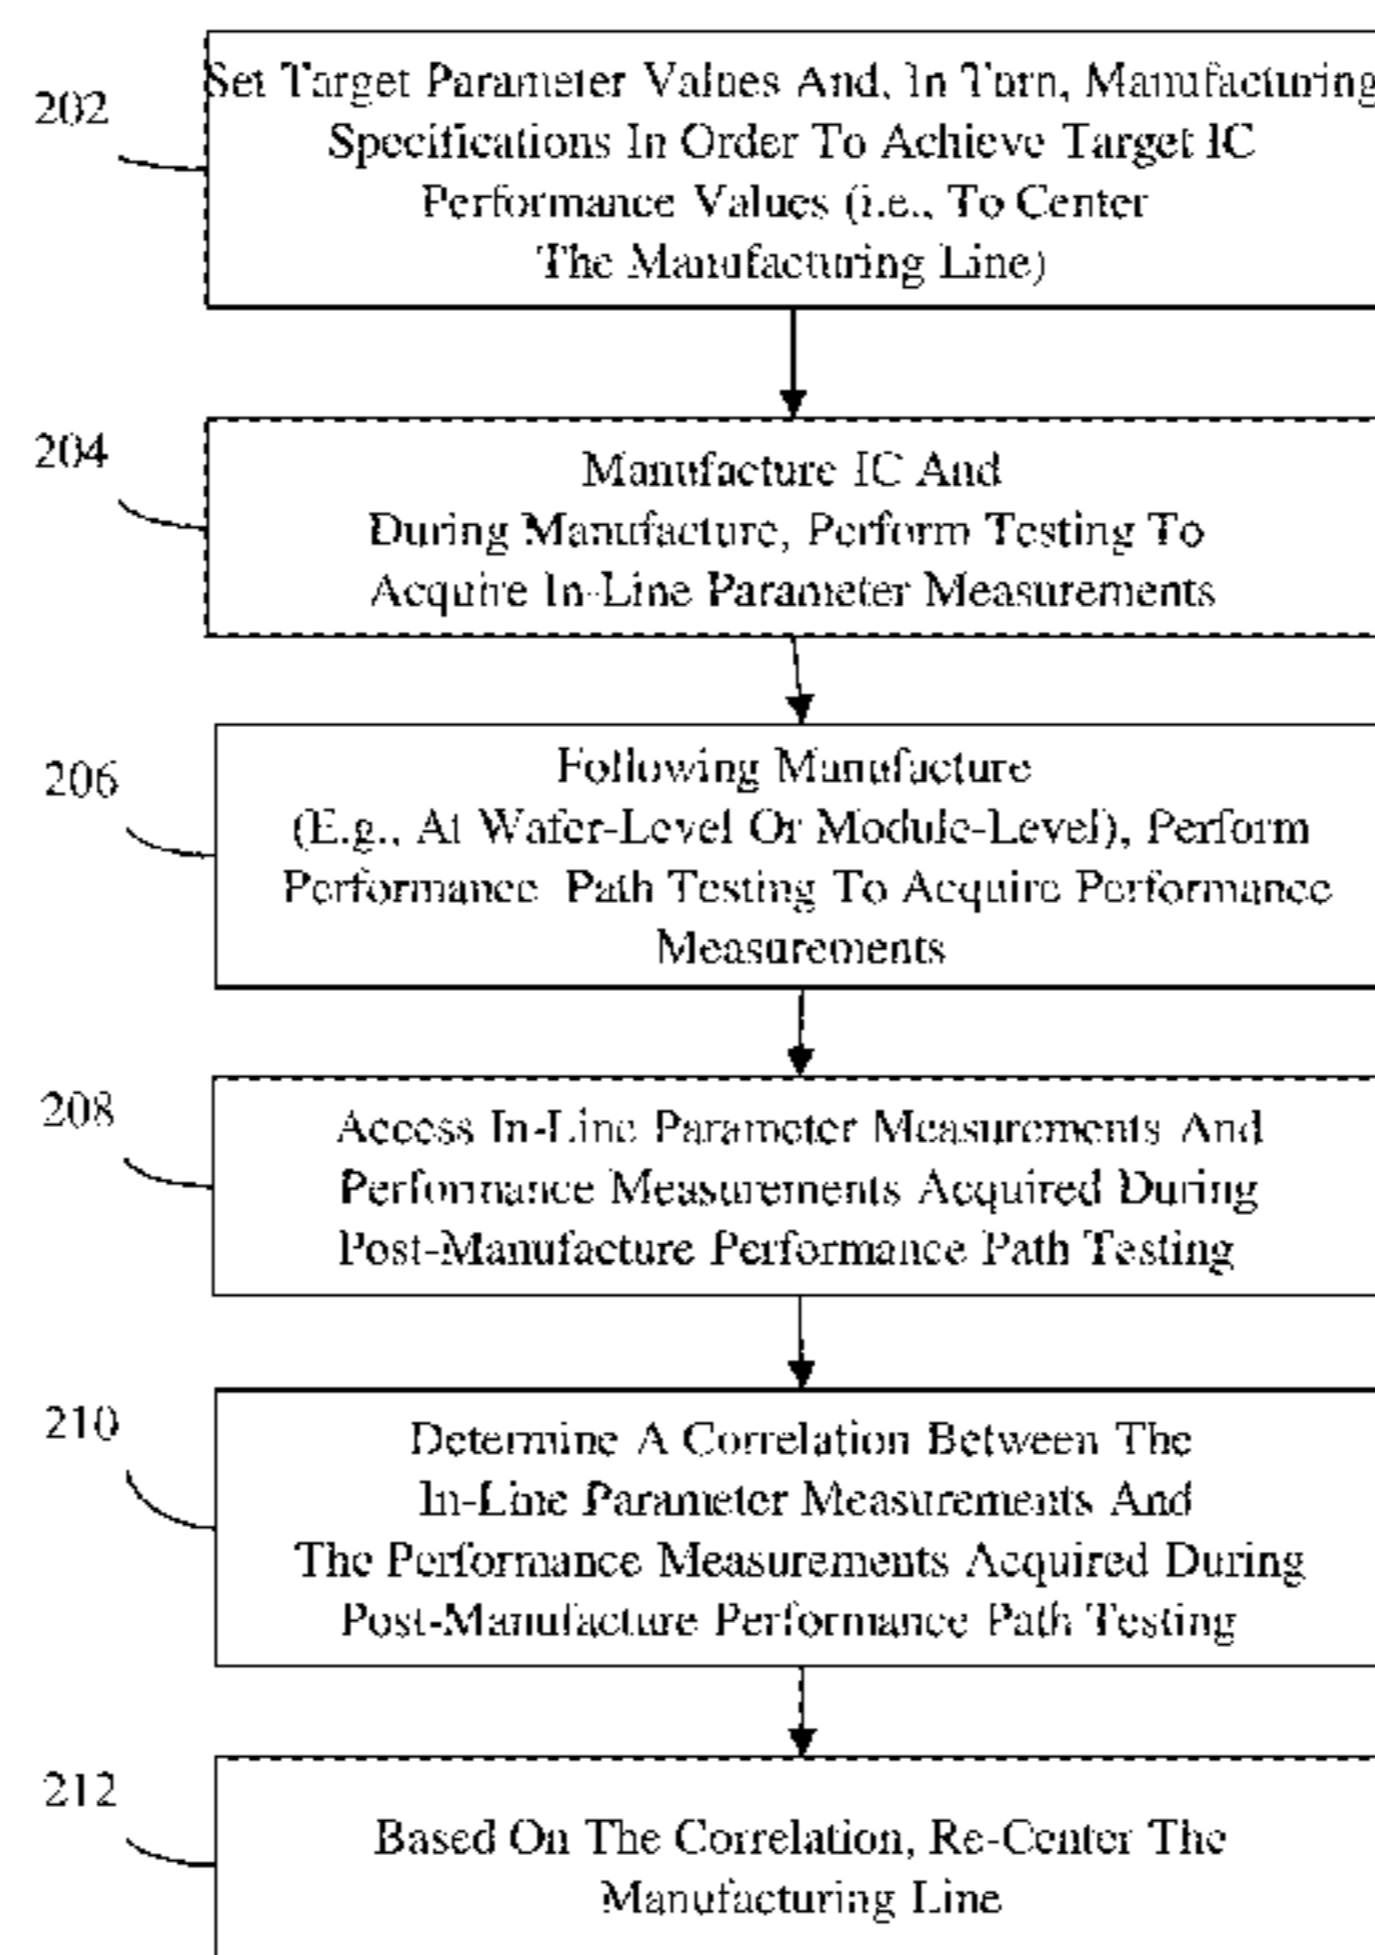 202
Set Target Parameter Values And, In Turn, Manufacturing
Specifications In Order To Achieve Target IC
Performance Values (i.e., To Center
The Manufacturing Line)
204
Manufacture IC And
During Manufacture, Perform Testing To
Acquire In-Line Parameter Measurements
206
Following Manufacture
(E.g., At Wafer-Level Or Module-Level), Perform
Performance Path Testing To Acquire Performance
Measurements
208
Access In-Line Parameter Measurements And
Performance Measurements Acquired During
Post-Manufacture Performance Path Testing
210
Determine A Correlation Between The
In-Line Parameter Measurements And
The Performance Measurements Acquired During
Post-Manufacture Performance Path Testing
212
Based On The Correlation, Re-Center The
Manufacturing Line